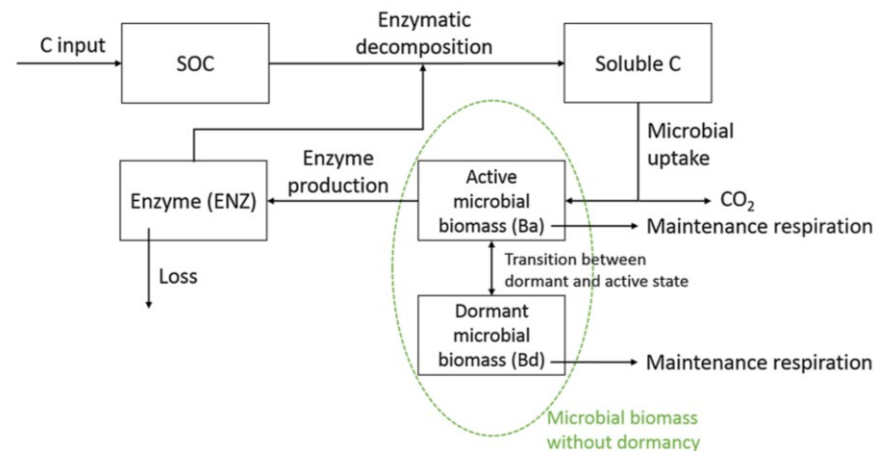 C input
SOC
Enzymatic
decomposition
Soluble C
Microbial
uptake
Enzyme (ENZ)
Enzyme
production
Active
microbial
biomass (Ba)
CO₂
Maintenance respiration
Loss
Transition between
dormant and active state
Dormant
microbial
biomass (Bd)
Maintenance respiration
Microbial biomass
without dormancy